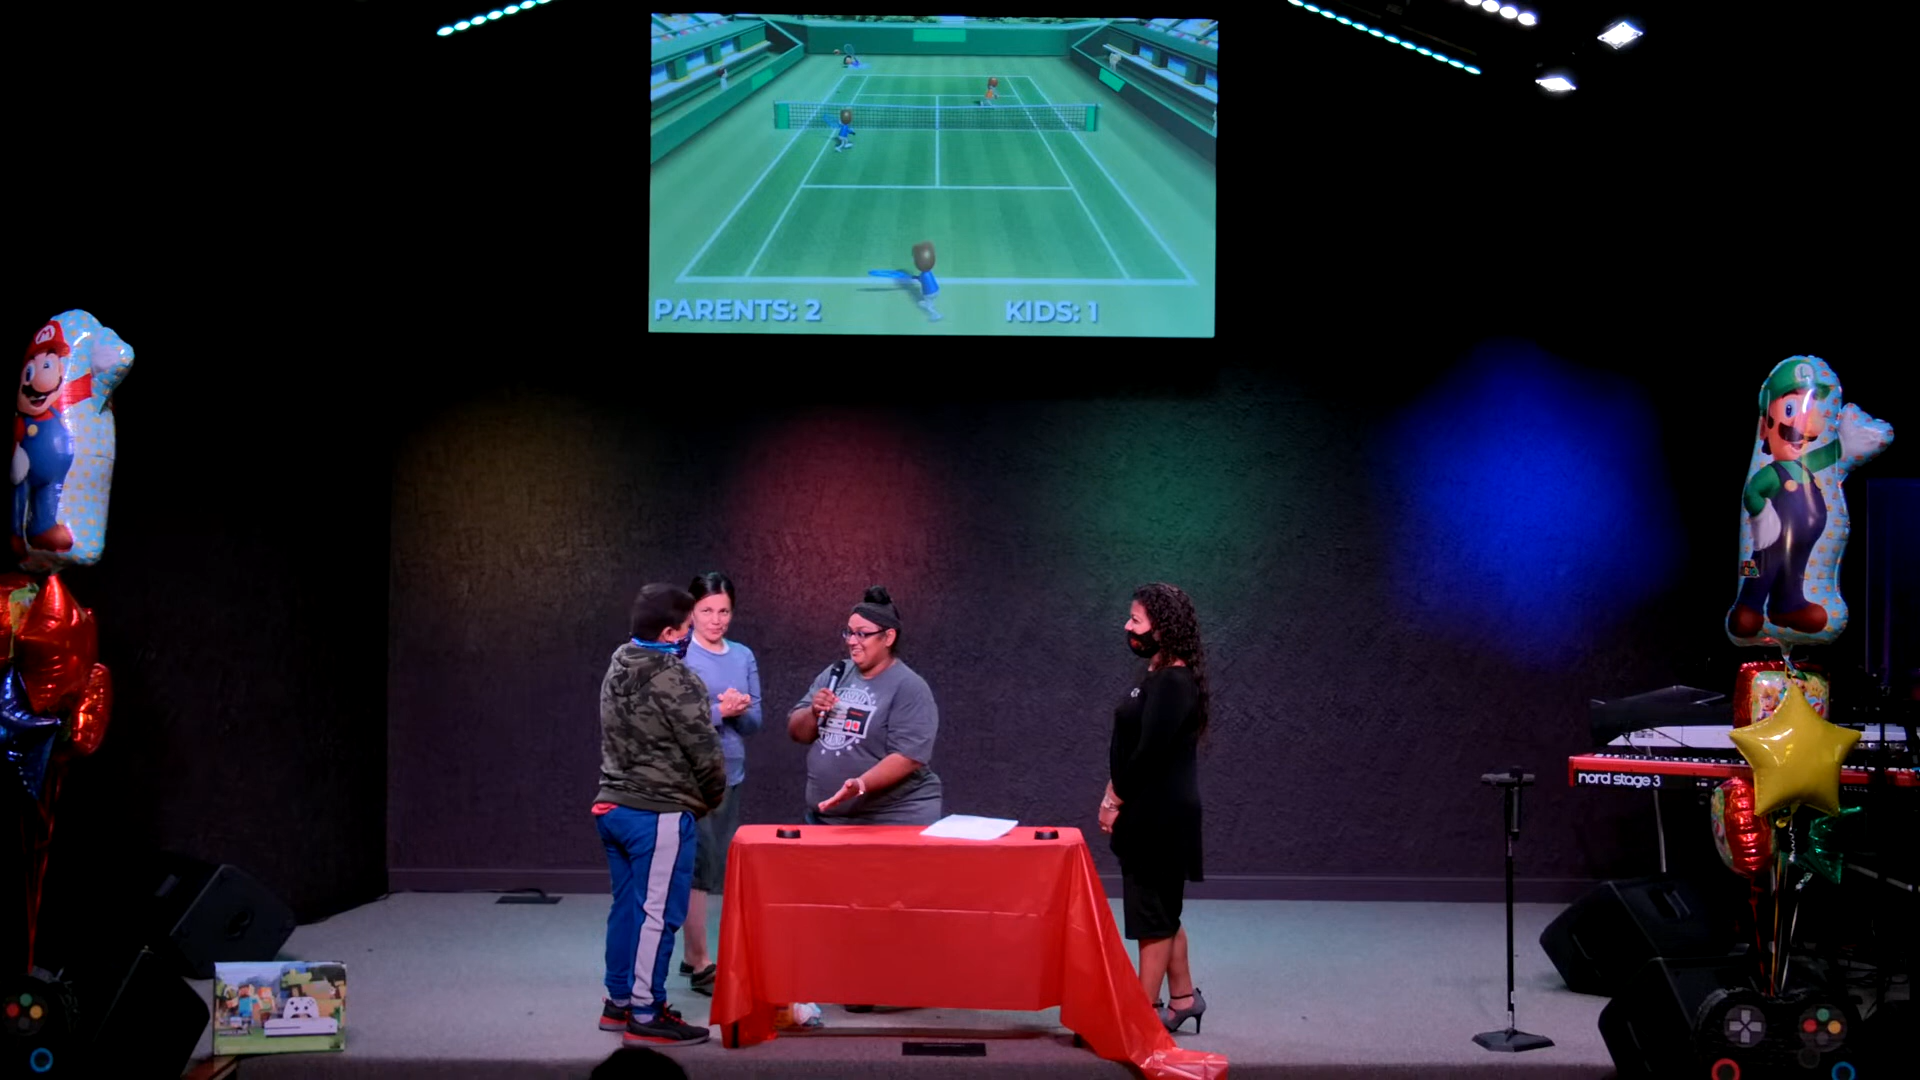 PARENTS: 2
KIDS: 1
M
L
nord stage 3